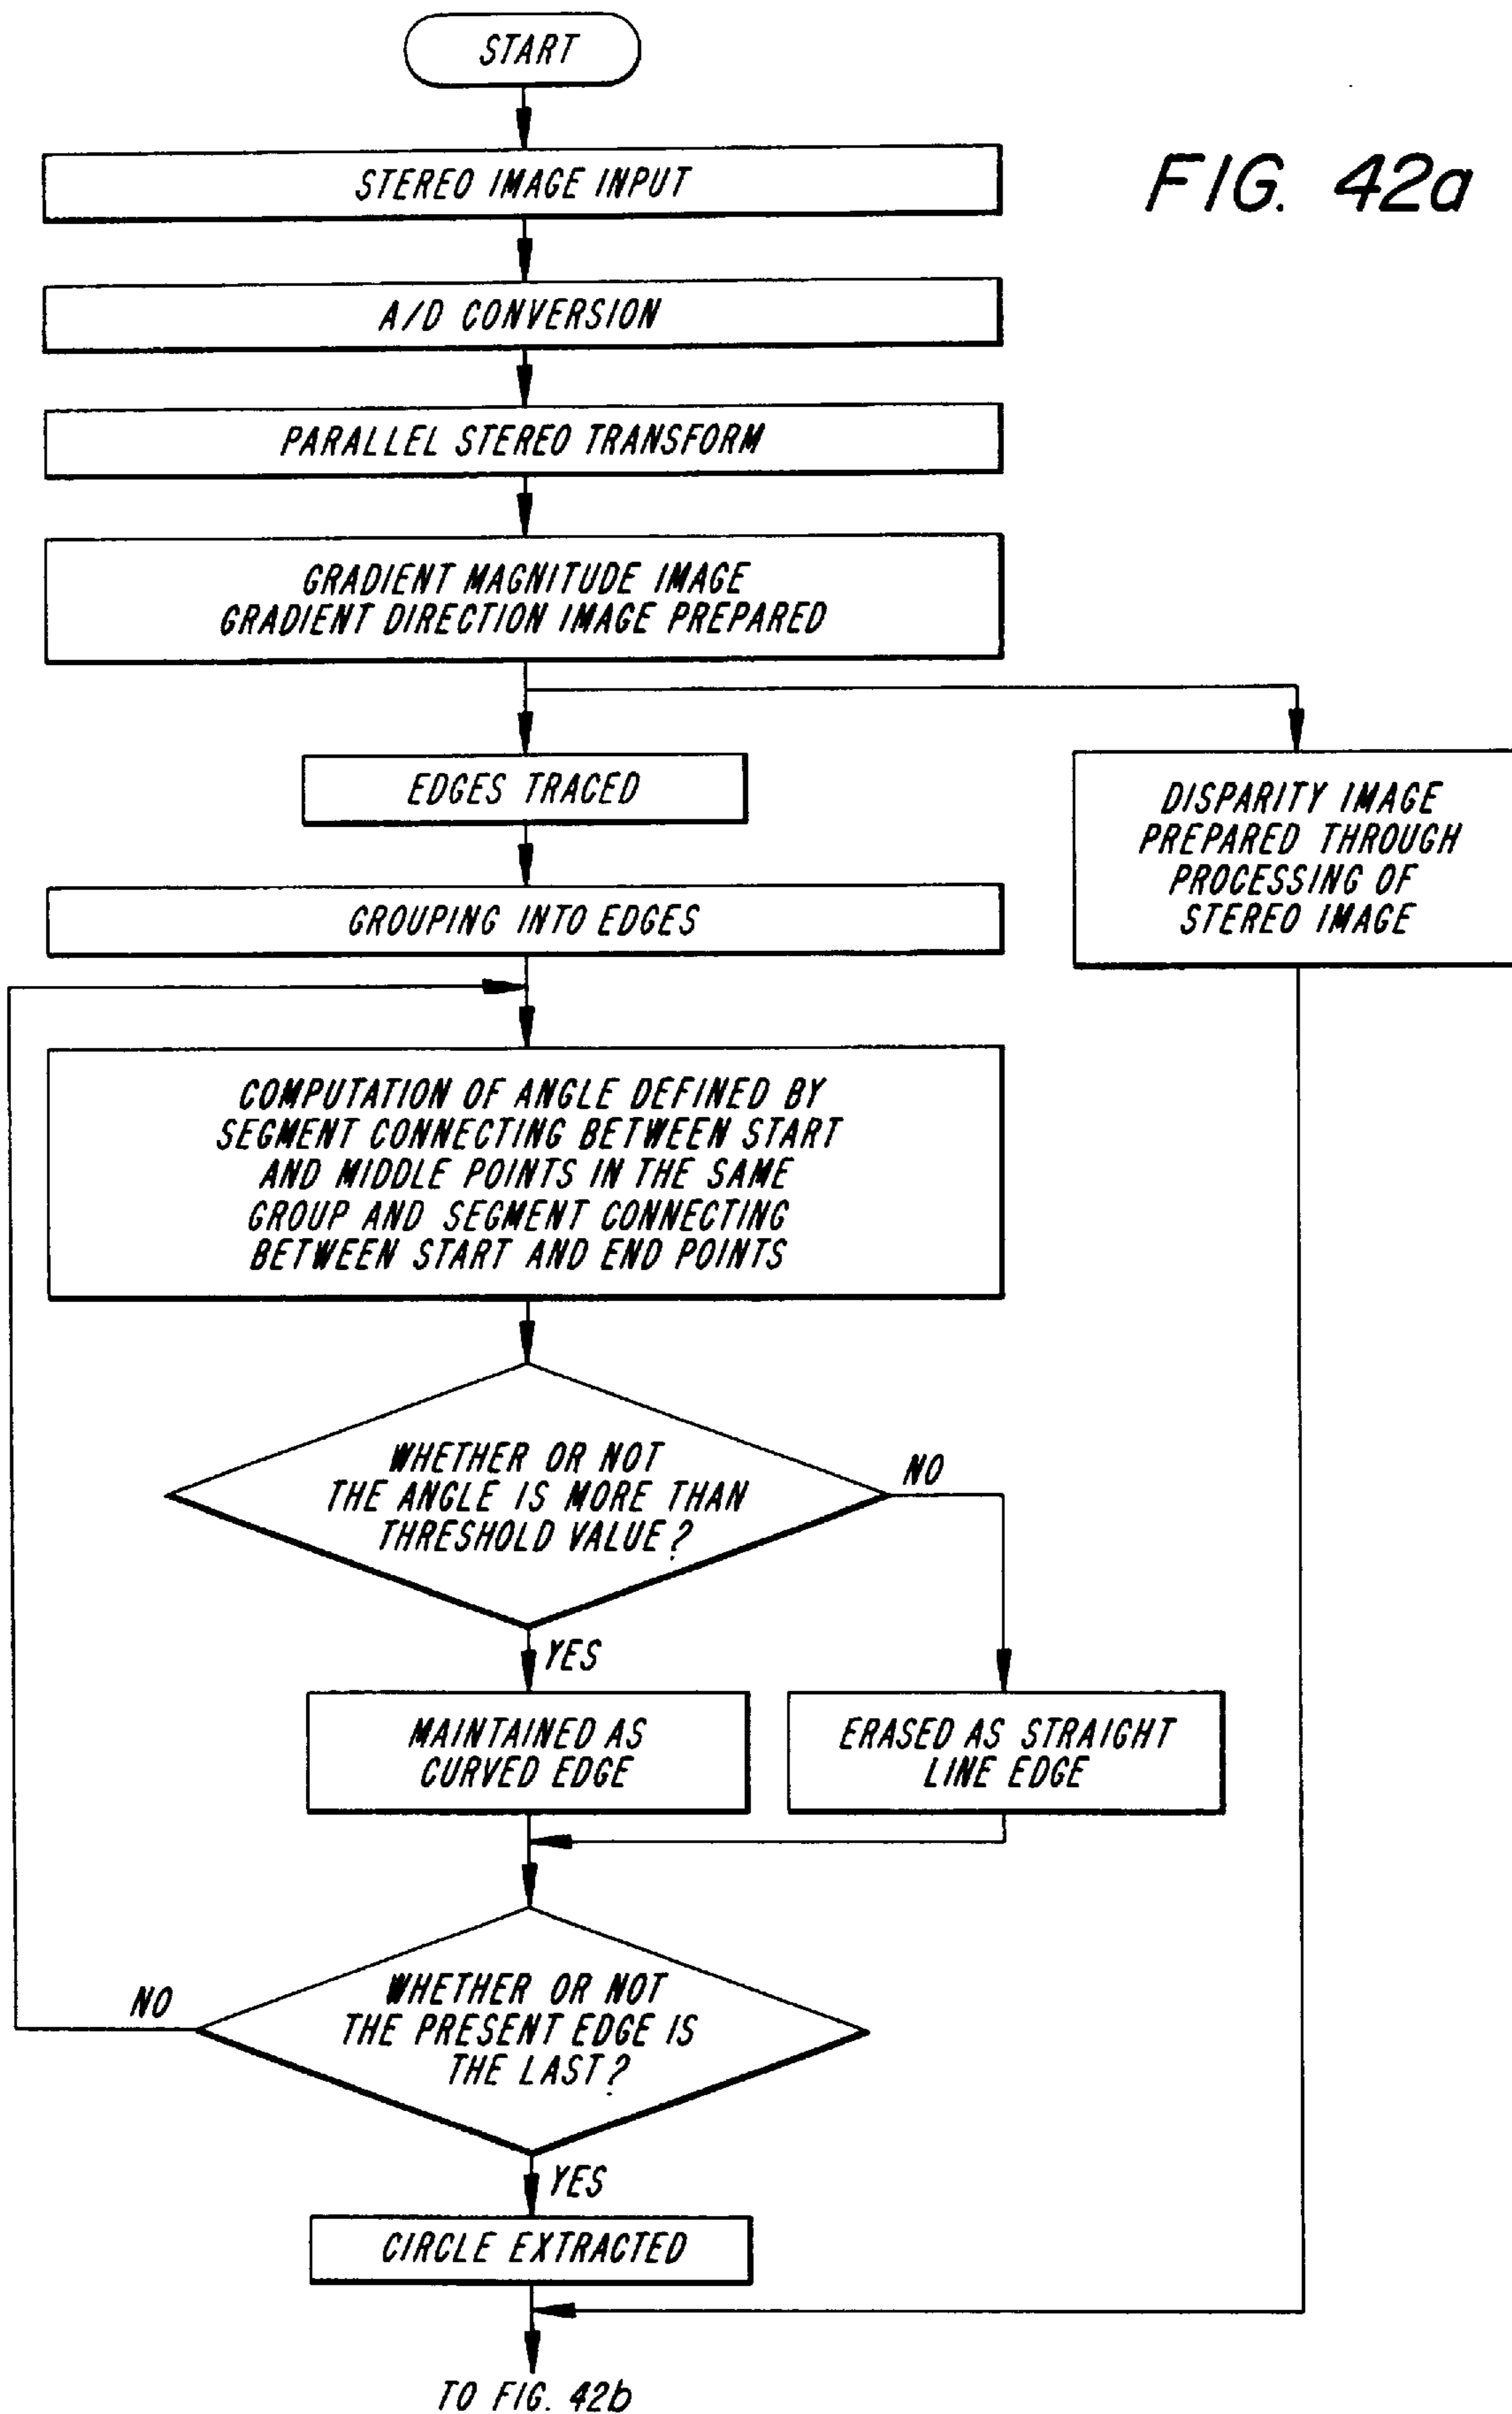 START
STEREO IMAGE INPUT
FIG. 42a
A/D CONVERSION
PARALLEL STEREO TRANSFORM
GRADIENT MAGNITUDE IMAGE
GRADIENT DIRECTION IMAGE PREPARED
EDGES TRACED
DISPARITY IMAGE
PREPARED THROUGH
PROCESSING OF
STEREO IMAGE
GROUPING INTO EDGES
COMPUTATION OF ANGLE DEFINED BY
SEGMENT CONNECTING BETWEEN START
AND MIDDLE POINTS IN THE SAME
GROUP AND SEGMENT CONNECTING
BETWEEN START AND END POINTS
WHETHER OR NOT
THE ANGLE IS MORE THAN
THRESHOLD VALUE?
NO
YES
MAINTAINED AS
CURVED EDGE
ERASED AS STRAIGHT
LINE EDGE
WHETHER OR NOT
THE PRESENT EDGE IS
THE LAST?
NO
YES
CIRCLE EXTRACTED
TO FIG. 42b